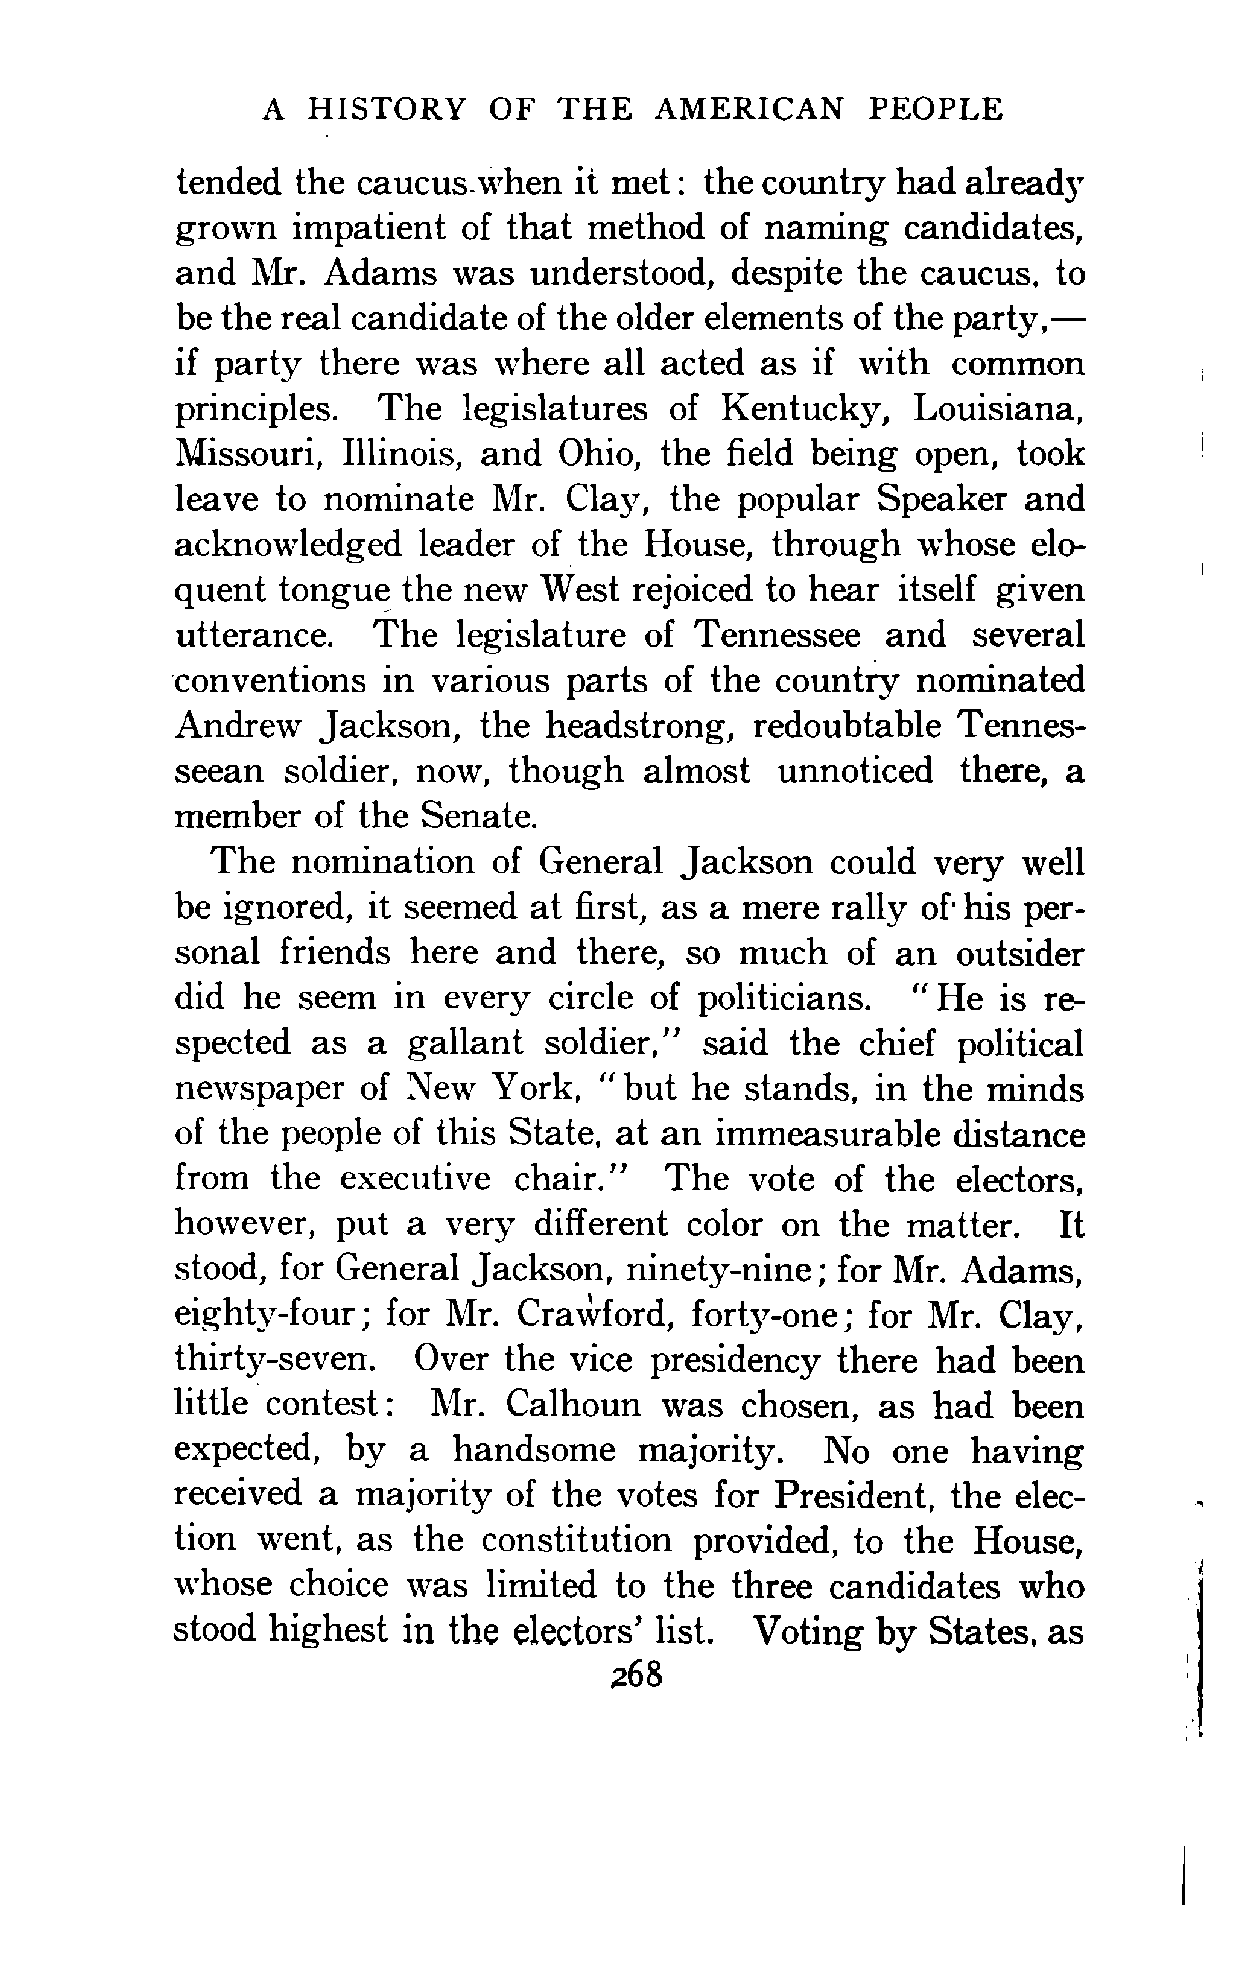 A HISTORY OF THE AMERICAN PEOPLE
tended the caucus when it met: the country had already
grown impatient of that method of naming candidates,
and Mr. Adams was understood, despite the caucus, to
be the real candidate of the older elements of the party,—
if party there was where all acted as if with common
principles. The legislatures of Kentucky, Louisiana,
Missouri, Illinois, and Ohio, the field being open, took
leave to nominate Mr. Clay, the popular Speaker and
acknowledged leader of the House, through whose elo-
quent tongue the new West rejoiced to hear itself given
utterance. The legislature of Tennessee and several
conventions in various parts of the country nominated
Andrew Jackson, the headstrong, redoubtable Tennes-
seean soldier, now, though almost unnoticed there, a
member of the Senate.
The nomination of General Jackson could very well
be ignored, it seemed at first, as a mere rally of his per-
sonal friends here and there, so much of an outsider
did he seem in every circle of politicians. "He is re-
spected as a gallant soldier," said the chief political
newspaper of New York, "but he stands, in the minds
of the people of this State, at an immeasurable distance
from the executive chair." The vote of the electors,
however, put a very different color on the matter. It
stood, for General Jackson, ninety-nine; for Mr. Adams,
eighty-four; for Mr. Crawford, forty-one; for Mr. Clay,
thirty-seven. Over the vice presidency there had been
little contest: Mr. Calhoun was chosen, as had been
expected, by a handsome majority. No one having
received a majority of the votes for President, the elec-
tion went, as the constitution provided, to the House,
whose choice was limited to the three candidates who
stood highest in the electors' list. Voting by States, as
268